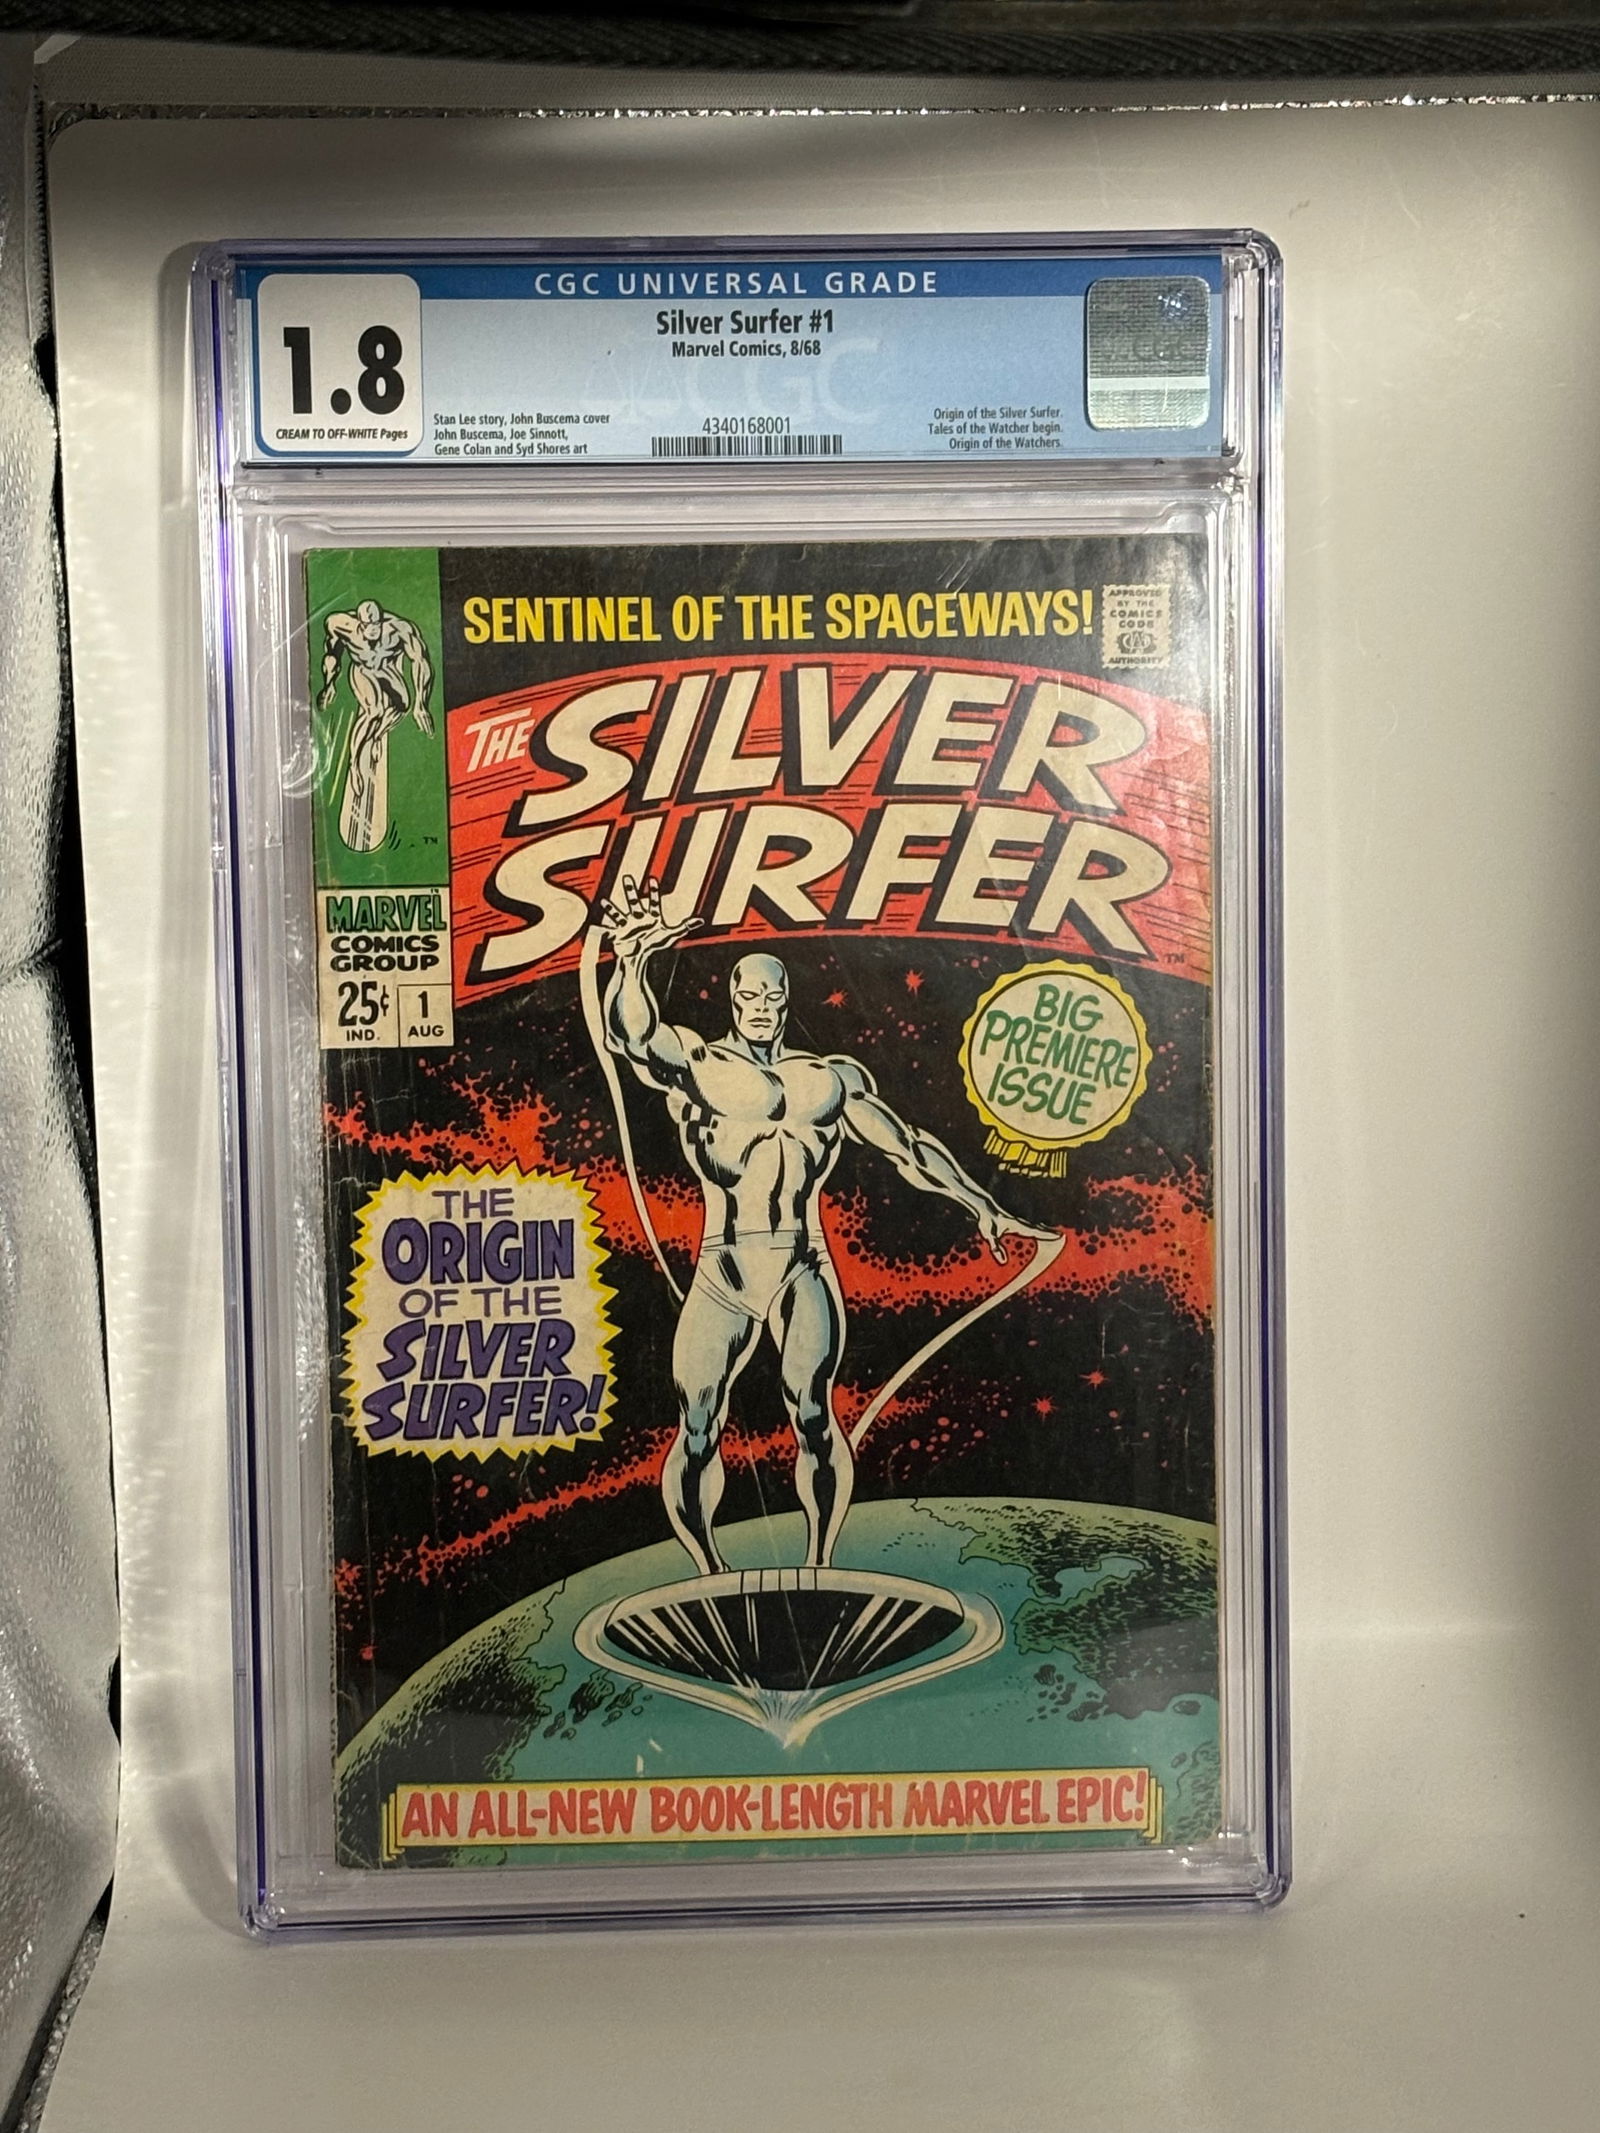 CGC UNIVERSAL GRADE
1.8
CREAM TO OFF-WHITE Pages
Silver Surfer #1
Marvel Comics, 8/68
Stan Lee story, John Buscema cover
John Buscema, Joe Sinnott,
Gene Colan and Syd Shores art
4340168001
Origin of the Silver Surfer.
Tales of the Watcher begin.
Origin of the Watchers.
CGC
CGC
SENTINEL OF THE SPACEWAYS!
APPROVED
BY THE
COMICS
CODE
CA
AUTHORITY
THE SILVER
SURFER
TM
TM
MARVEL
COMICS
GROUP
25¢
IND.
1
AUG
BIG
PREMIERE
ISSUE
THE
ORIGIN
OF THE
SILVER
SURFER!
AN ALL-NEW BOOK-LENGTH MARVEL EPIC!